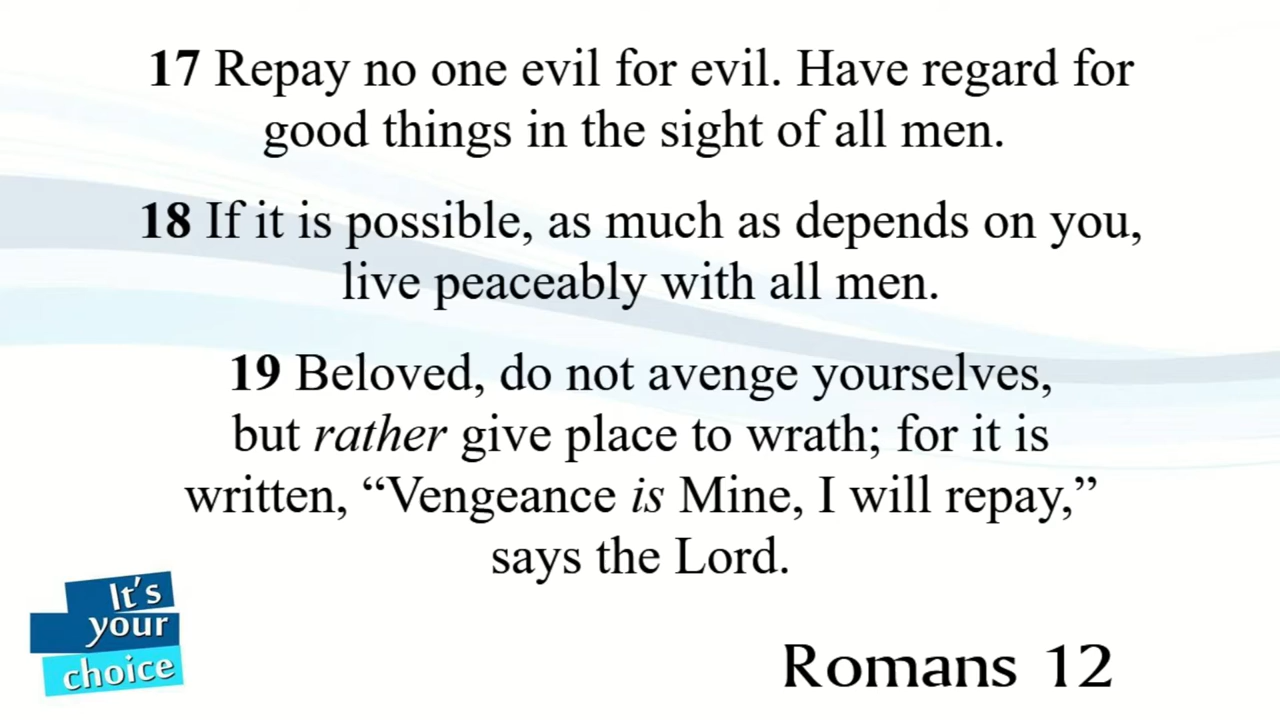 17 Repay no one evil for evil. Have regard for
good things in the sight of all men.
18 If it is possible, as much as depends on you,
live peaceably with all men.
19 Beloved, do not avenge yourselves,
but rather give place to wrath; for it is
written, “Vengeance is Mine, I will repay,”
says the Lord.
It's
your
choice
Romans 12